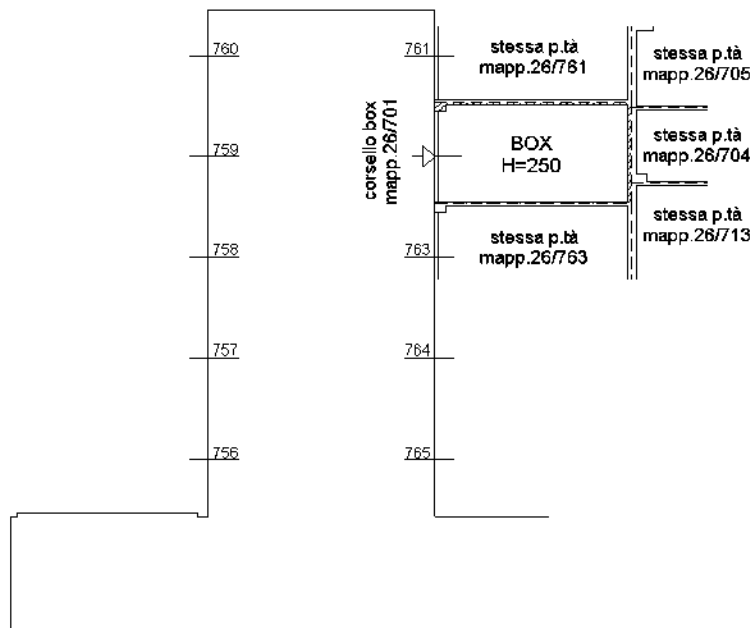 760
761
stessa p.tà
mapp.26/761
stessa p.tà
mapp.26/705
corsello box
mapp.26/701
759
BOX
H=250
stessa p.tà
mapp.26/704
stessa p.tà
mapp.26/713
758
763
stessa p.tà
mapp.26/763
757
764
756
765